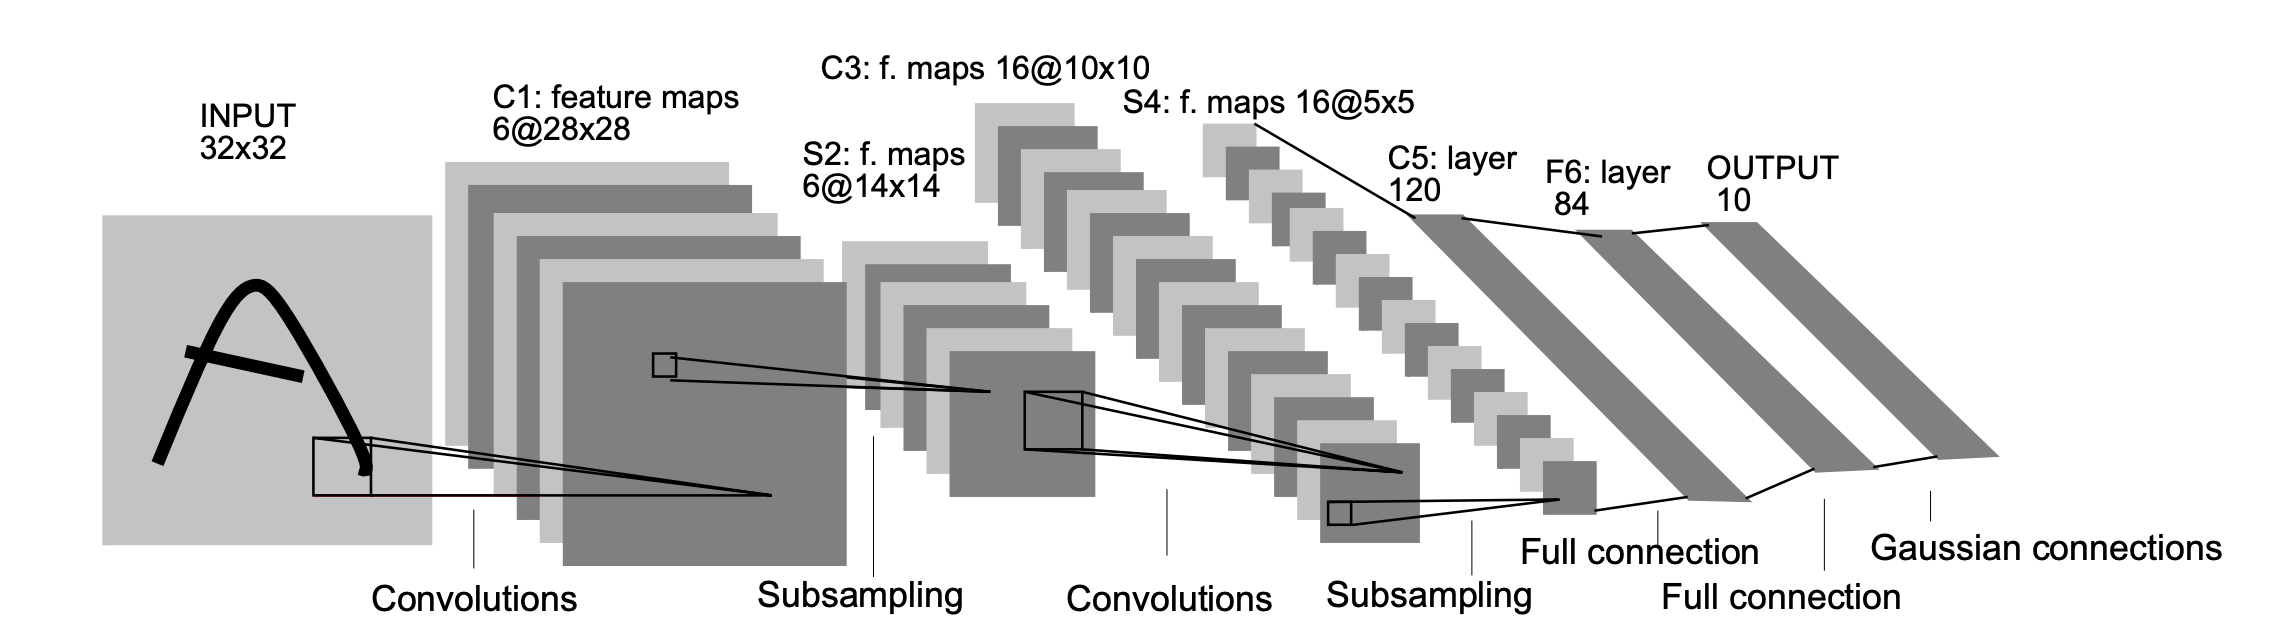 INPUT
32x32
C1: feature maps
6@28x28
S2: f. maps
6@14x14
C3: f. maps 16@10x10
S4: f. maps 16@5x5
C5: layer
120
F6: layer
84
OUTPUT
10
Convolutions
Subsampling
Convolutions
Subsampling
Full connection
Full connection
Gaussian connections